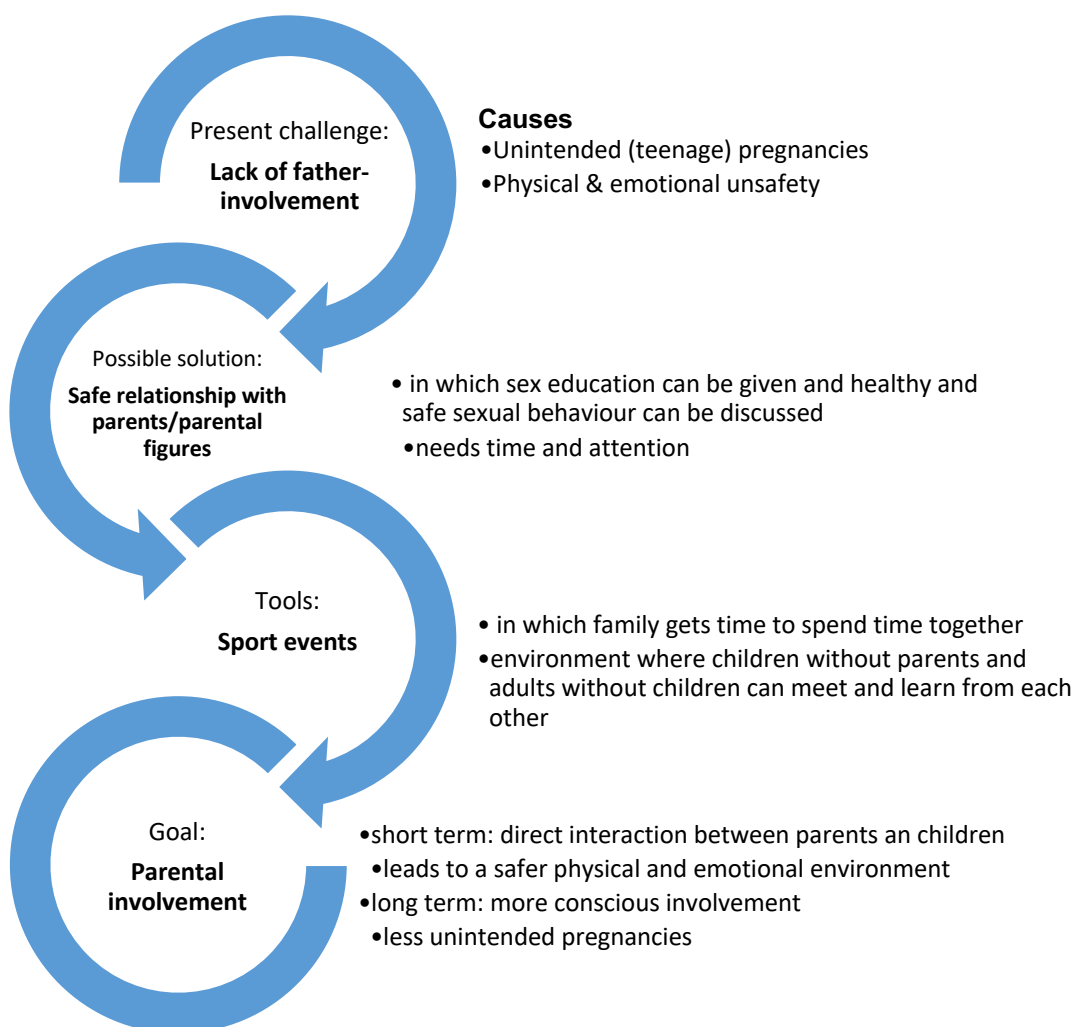 Present challenge:
Lack of father-
involvement
Causes
•Unintended (teenage) pregnancies
•Physical & emotional unsafety
Possible solution:
Safe relationship with
parents/parental
figures
• in which sex education can be given and healthy and
safe sexual behaviour can be discussed
•needs time and attention
Tools:
Sport events
• in which family gets time to spend time together
•environment where children without parents and
adults without children can meet and learn from each
other
Goal:
Parental
involvement
•short term: direct interaction between parents an children
•leads to a safer physical and emotional environment
•long term: more conscious involvement
•less unintended pregnancies